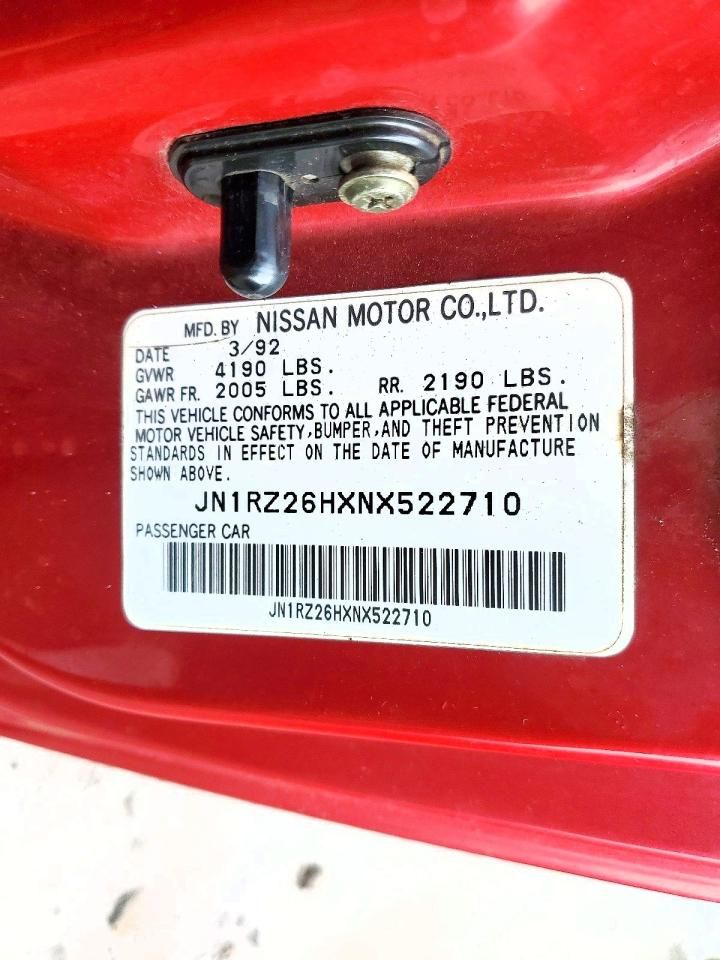 MFD. BY NISSAN MOTOR CO.,LTD.
DATE 3/92
GVWR 4190 LBS.
GAWR FR. 2005 LBS. RR. 2190 LBS.
THIS VEHICLE CONFORMS TO ALL APPLICABLE FEDERAL
MOTOR VEHICLE SAFETY,BUMPER,AND THEFT PREVENTION
STANDARDS IN EFFECT ON THE DATE OF MANUFACTURE
SHOWN ABOVE.
JN1RZ26HXNX522710
PASSENGER CAR
JN1RZ26HXNX522710